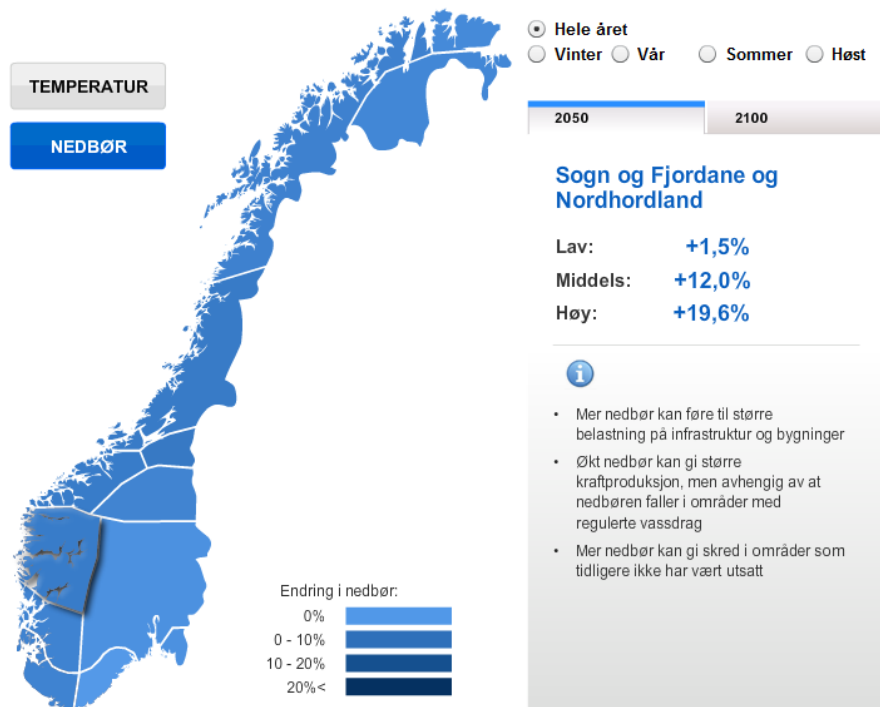 TEMPERATUR
NEDBØR
Hele året
Vinter Vår Sommer Høst
2050 2100
Sogn og Fjordane og
Nordhordland
Lav: +1,5%
Middels: +12,0%
Høy: +19,6%
i
• Mer nedbør kan føre til større
belastning på infrastruktur og bygninger
• Økt nedbør kan gi større
kraftproduksjon, men avhengig av at
nedbøren faller i områder med
regulerte vassdrag
• Mer nedbør kan gi skred i områder som
tidligere ikke har vært utsatt
Endring i nedbør:
0%
0 - 10%
10 - 20%
20%<